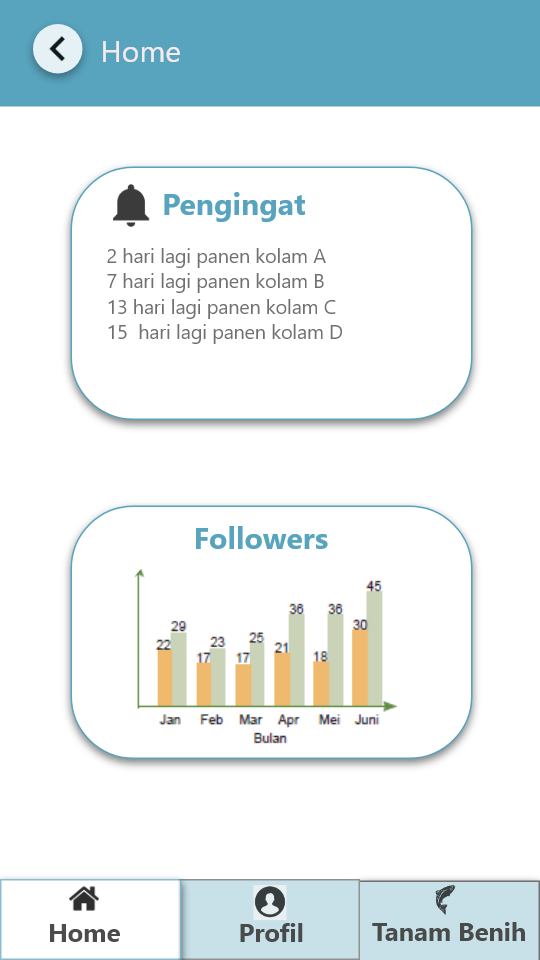 Home
Pengingat
2 hari lagi panen kolam A
7 hari lagi panen kolam B
13 hari lagi panen kolam C
15  hari lagi panen kolam D
Followers
22 29 17 23 17 25 21 36 18 36 30 45
Jan Feb Mar Apr Mei Juni
Bulan
Home Profil Tanam Benih